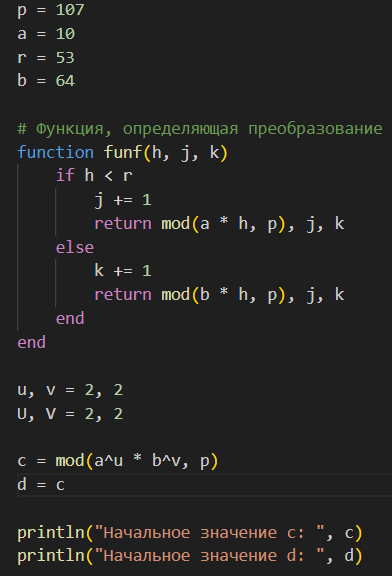 p = 107
a = 10
r = 53
b = 64

# Функция, определяющая преобразование
function funf(h, j, k)
    if h < r
        j += 1
        return mod(a * h, p), j, k
    else
        k += 1
        return mod(b * h, p), j, k
    end
end

u, v = 2, 2
U, V = 2, 2

c = mod(a^u * b^v, p)
d = c

println("Начальное значение c: ", c)
println("Начальное значение d: ", d)